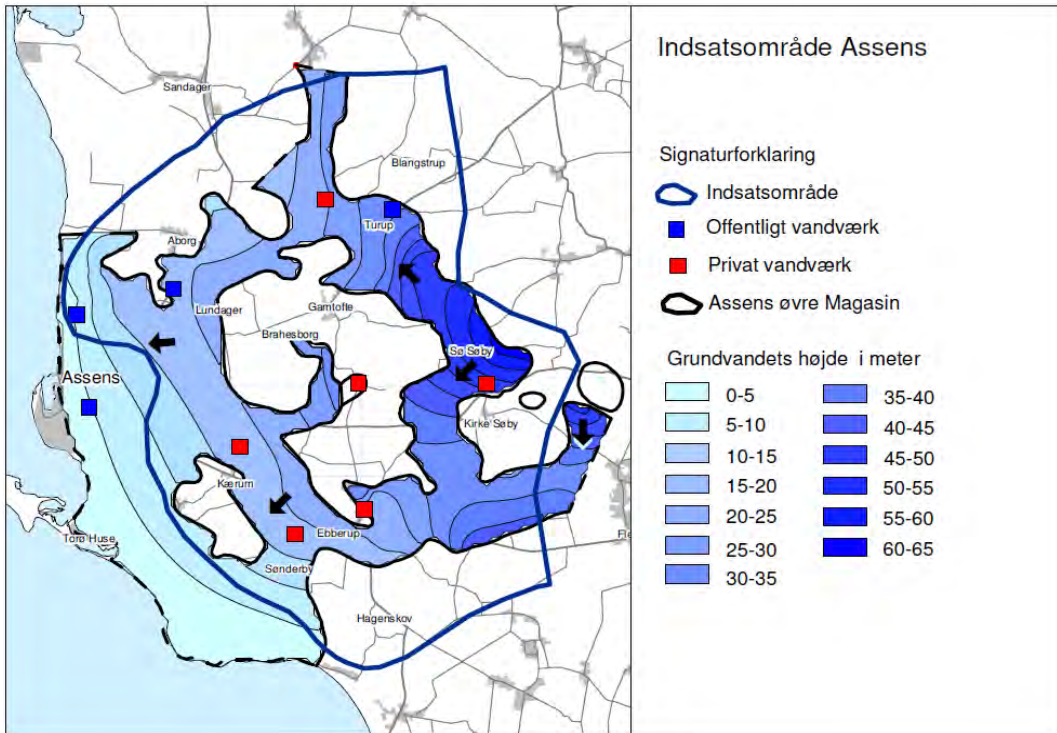 Indsatsområde Assens
Sandager
Blangstrup
Turup
Aborg
Lundager
Gamtofte
Brahesborg
Sø Søby
Assens
Kirke Søby
Kærum
Ebberup
Torø Huse
Sønderby
Fle
Hagenskov
Signaturforklaring
Indsatsområde
Offentligt vandværk
Privat vandværk
Assens øvre Magasin
Grundvandets højde i meter
0-5
5-10
10-15
15-20
20-25
25-30
30-35
35-40
40-45
45-50
50-55
55-60
60-65